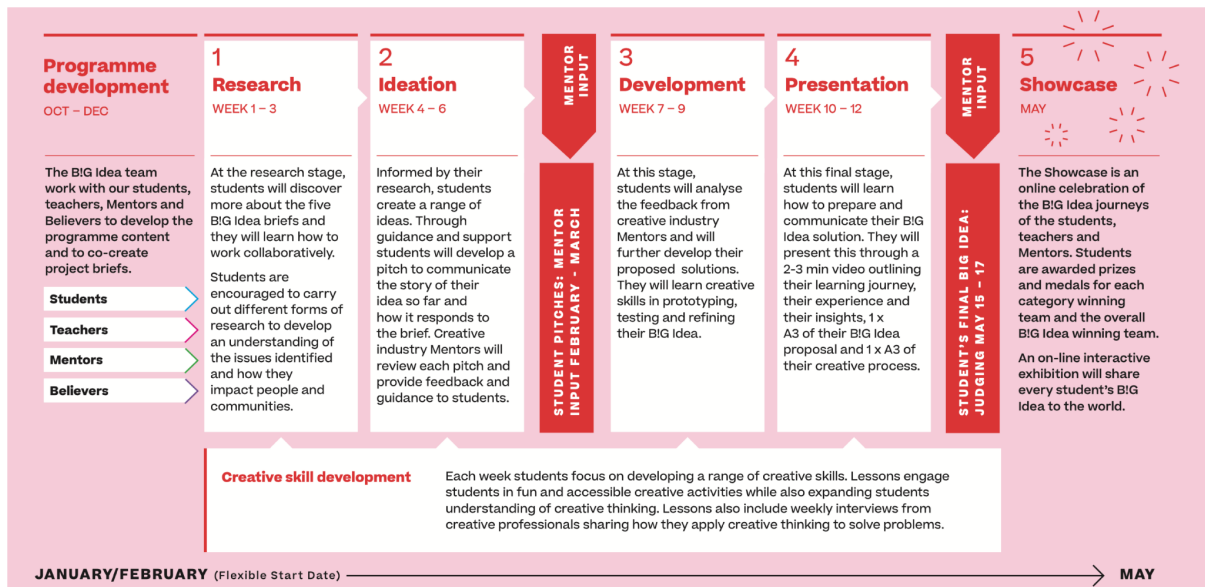 Programme
development
OCT – DEC
The B!G Idea team
work with our students,
teachers, Mentors and
Believers to develop the
programme content
and to co-create
project briefs.
Students
Teachers
Mentors
Believers
1
Research
WEEK 1 – 3
At the research stage,
students will discover
more about the five
B!G Idea briefs and
they will learn how to
work collaboratively.
Students are
encouraged to carry
out different forms of
research to develop
an understanding of
the issues identified
and how they
impact people and
communities.
2
Ideation
WEEK 4 – 6
Informed by their
research, students
create a range of
ideas. Through
guidance and support
students will develop a
pitch to communicate
the story of their
idea so far and
how it responds to
the brief. Creative
industry Mentors will
review each pitch and
provide feedback and
guidance to students.
MENTOR
INPUT
STUDENT PITCHES: MENTOR
INPUT FEBRUARY - MARCH
3
Development
WEEK 7 – 9
At this stage,
students will analyse
the feedback from
creative industry
Mentors and will
further develop their
proposed solutions.
They will learn creative
skills in prototyping,
testing and refining
their B!G Idea.
4
Presentation
WEEK 10 – 12
At this final stage,
students will learn
how to prepare and
communicate their B!G
Idea solution. They will
present this through a
2-3 min video outlining
their learning journey,
their experience and
their insights, 1 x
A3 of their B!G Idea
proposal and 1 x A3 of
their creative process.
MENTOR
INPUT
STUDENT'S FINAL BIG IDEA:
JUDGING MAY 15 – 17
5
Showcase
MAY
The Showcase is an
online celebration of
the B!G Idea journeys
of the students,
teachers and
Mentors. Students
are awarded prizes
and medals for each
category winning
team and the overall
B!G Idea winning team.
An on-line interactive
exhibition will share
every student's B!G
Idea to the world.
Creative skill development
Each week students focus on developing a range of creative skills. Lessons engage
students in fun and accessible creative activities while also expanding students
understanding of creative thinking. Lessons also include weekly interviews from
creative professionals sharing how they apply creative thinking to solve problems.
JANUARY/FEBRUARY (Flexible Start Date)
MAY